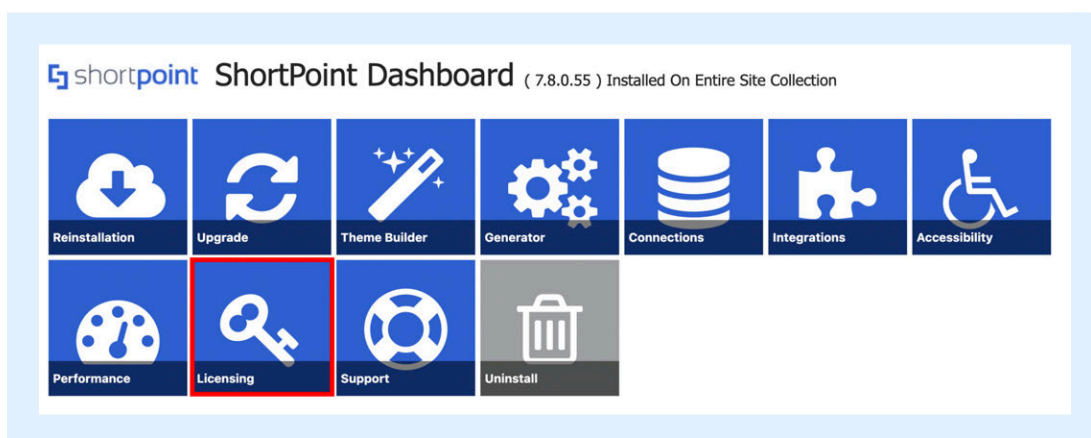 shortpoint ShortPoint Dashboard ( 7.8.0.55 ) Installed On Entire Site Collection
Reinstallation Upgrade Theme Builder Generator Connections Integrations Accessibility
Performance Licensing Support Uninstall